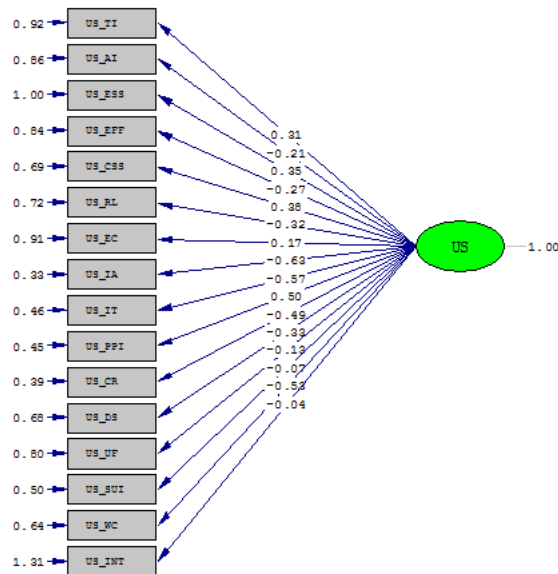 0.92 US_TI
0.86 US_AI
1.00 US_ESS
0.84 US_EFF
0.69 US_CSS
0.72 US_RL
0.91 US_EC
0.33 US_IA
0.46 US_IT
0.45 US_PPI
0.39 US_CR
0.68 US_DS
0.80 US_UF
0.50 US_SUI
0.64 US_WC
1.31 US_INT
0.31
-0.21
0.35
-0.27
0.38
-0.32
0.17
-0.63
-0.57
0.50
-0.49
-0.33
-0.13
-0.07
-0.53
-0.04
US 1.00